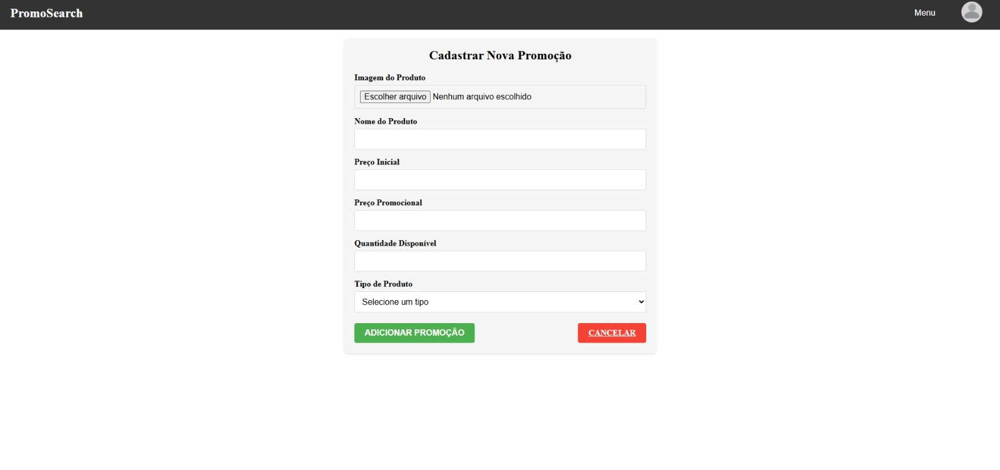 PromoSearch
Menu
Cadastrar Nova Promoção
Imagem do Produto
Escolher arquivo Nenhum arquivo escolhido
Nome do Produto
Preço Inicial
Preço Promocional
Quantidade Disponível
Tipo de Produto
Selecione um tipo
ADICIONAR PROMOÇÃO
CANCELAR